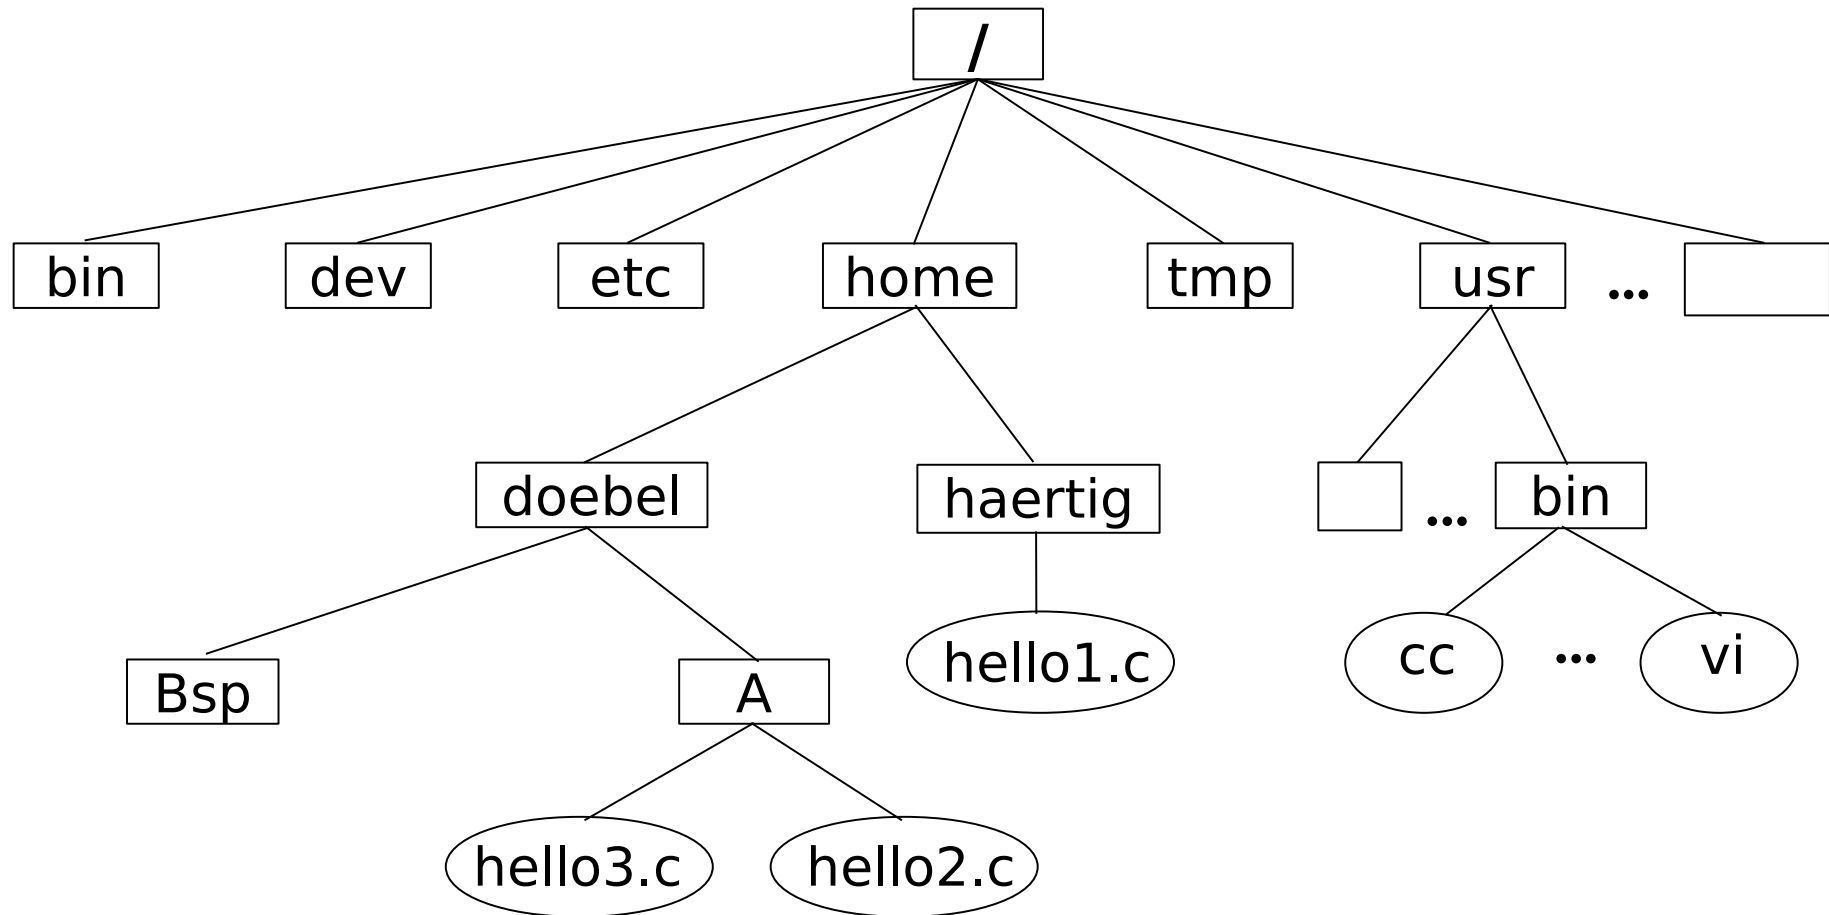 /
bin dev etc home tmp usr ...
doebel haertig ... bin
Bsp A hello1.c cc ... vi
hello3.c hello2.c